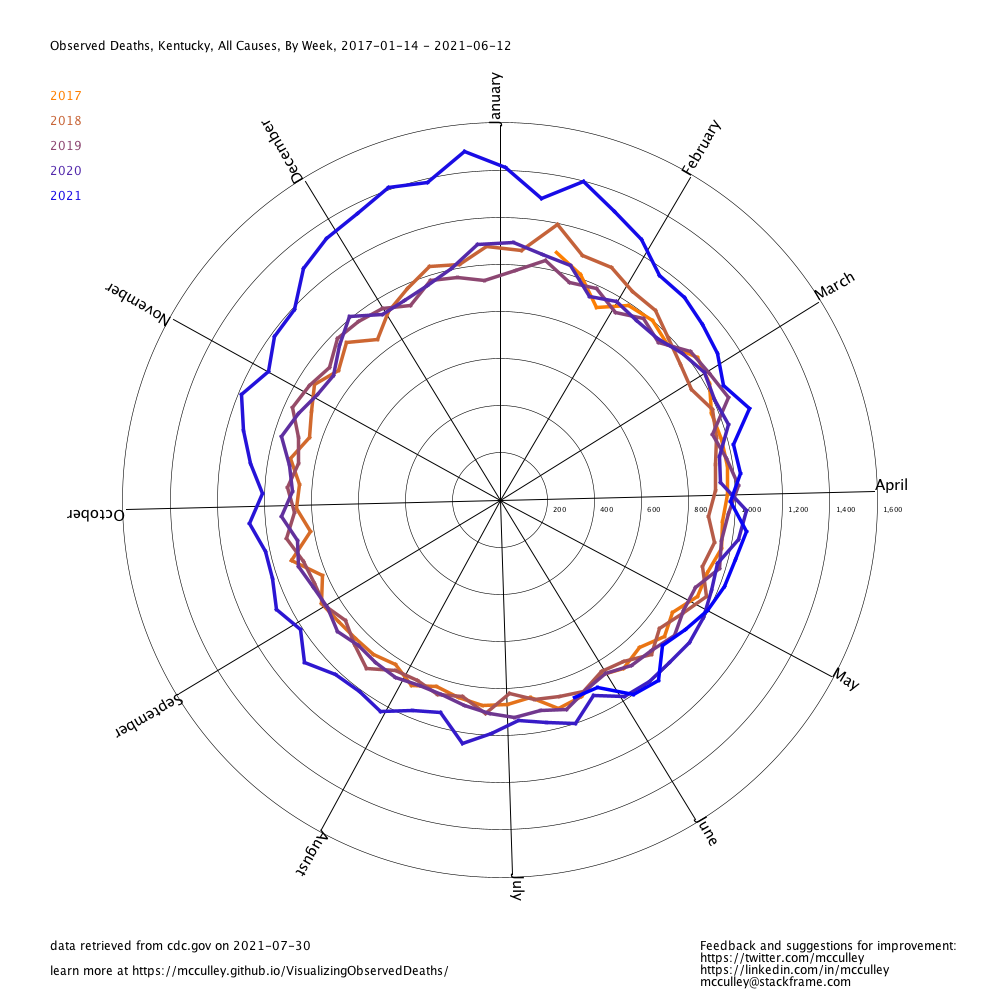 Observed Deaths, Kentucky, All Causes, By Week, 2017-01-14 - 2021-06-12
2017
2018
2019
2020
2021
January
February
March
April
May
June
July
August
September
October
November
December
200
400
600
800
1,000
1,200
1,400
1,600
data retrieved from cdc.gov on 2021-07-30
learn more at https://mcculley.github.io/VisualizingObservedDeaths/
Feedback and suggestions for improvement:
https://twitter.com/mcculley
https://linkedin.com/in/mcculley
mcculley@stackframe.com